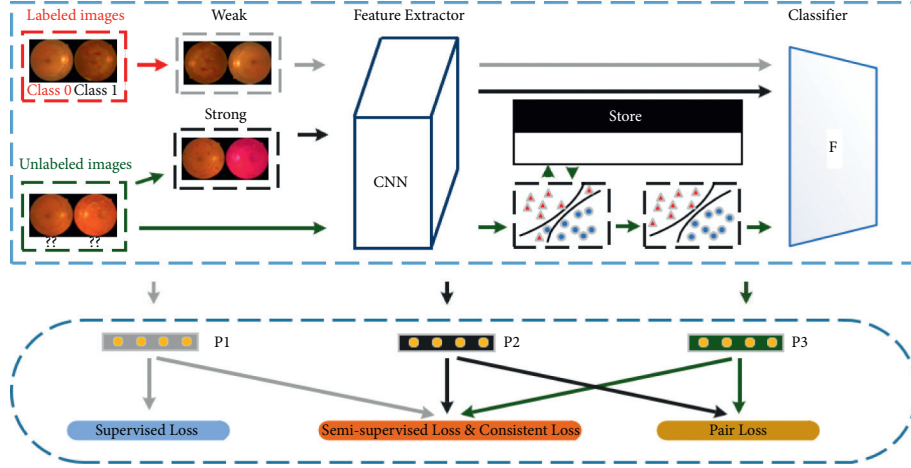 Labeled images
Weak
Feature Extractor
Classifier
Class 0 Class 1
Strong
Store
Unlabeled images
CNN
F
?? ??
P1
P2
P3
Supervised Loss
Semi-supervised Loss & Consistent Loss
Pair Loss